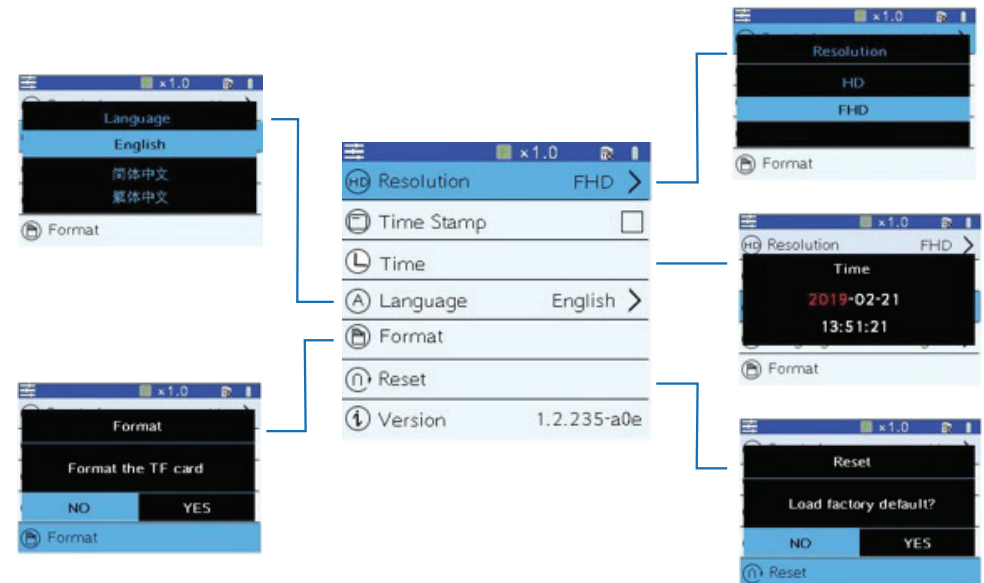 ×1.0
Language
English
简体中文
繁体中文
Format
×1.0
Format
Format the TF card
NO YES
Format
×1.0
HD Resolution FHD
Time Stamp
Time
A Language English
Format
Reset
Version 1.2.235-a0e
×1.0
Resolution
HD
FHD
Format
×1.0
HD Resolution FHD
Time
2019-02-21
13:51:21
Format
×1.0
Reset
Load factory default?
NO YES
Reset